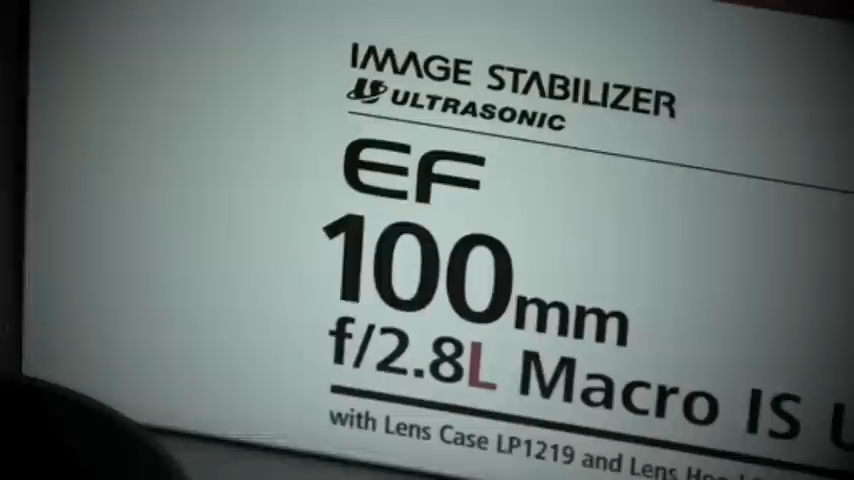 IMAGE STABILIZER
ULTRASONIC
EF
100mm
f/2.8L Macro IS
with Lens Case LP1219 and Lens